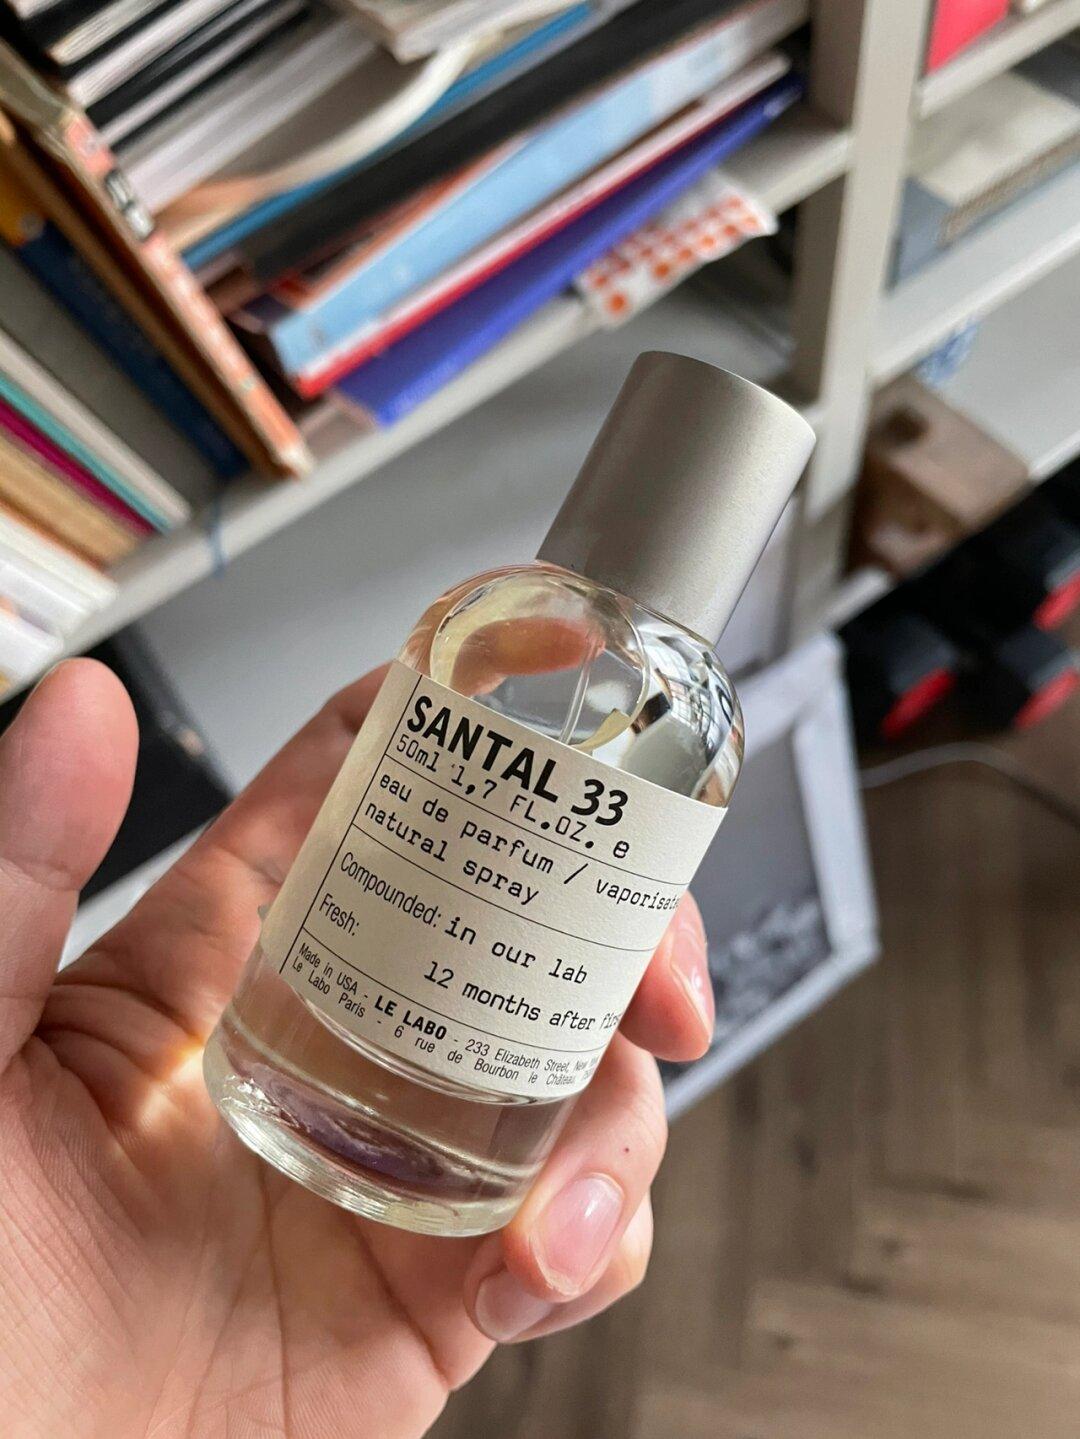 SANTAL 33
50ml 1,7 FL.OZ. e
eau de parfum / 
natural spray
Compounded: in our lab
Fresh: 12 months after
Made in USA - LE LABO - 233 Elizabeth Street, New
Le Labo Paris - 6 rue de Bourbon le Château,